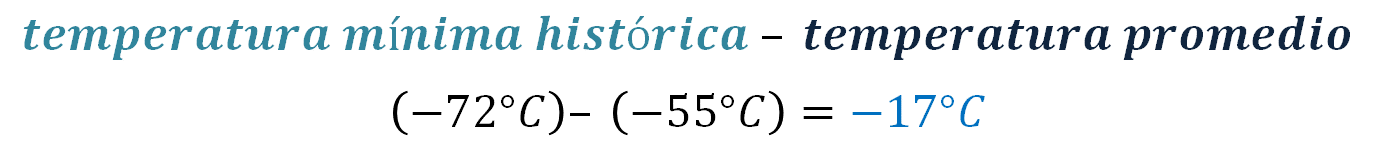 temperatura mínima histórica – temperatura promedio
(−72°C)– (−55°C) = −17°C